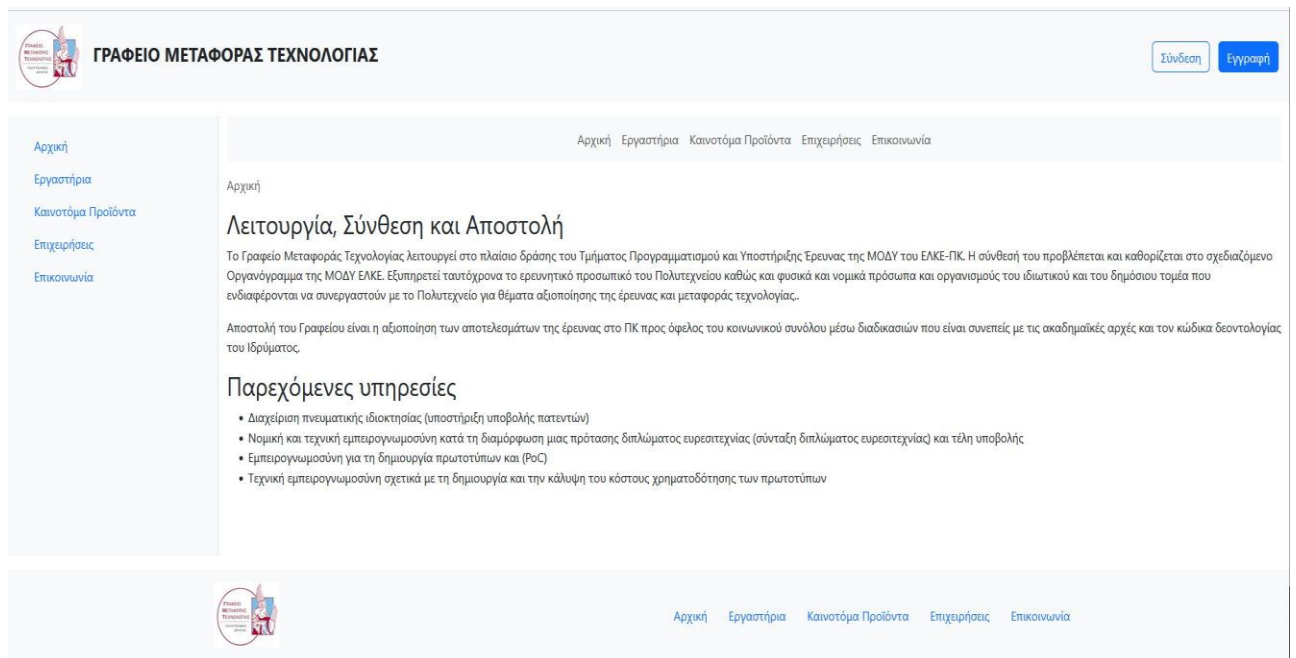 ΓΡΑΦΕΙΟ
ΜΕΤΑΦΟΡΑΣ
ΤΕΧΝΟΛΟΓΙΑΣ
ΓΡΑΦΕΙΟ ΜΕΤΑΦΟΡΑΣ ΤΕΧΝΟΛΟΓΙΑΣ
Σύνδεση
Εγγραφή
Αρχική
Εργαστήρια
Καινοτόμα Προϊόντα
Επιχειρήσεις
Επικοινωνία
Αρχική Εργαστήρια Καινοτόμα Προϊόντα Επιχειρήσεις Επικοινωνία
Αρχική
Λειτουργία, Σύνθεση και Αποστολή
Το Γραφείο Μεταφοράς Τεχνολογίας λειτουργεί στο πλαίσιο δράσης του Τμήματος Προγραμματισμού και Υποστήριξης Έρευνας της ΜΟΔΥ του ΕΛΚΕ-ΠΚ. Η σύνθεσή του προβλέπεται και καθορίζεται στο σχεδιαζόμενο
Οργανόγραμμα της ΜΟΔΥ ΕΛΚΕ. Εξυπηρετεί ταυτόχρονα το ερευνητικό προσωπικό του Πολυτεχνείου καθώς και φυσικά και νομικά πρόσωπα και οργανισμούς του ιδιωτικού και του δημόσιου τομέα που
ενδιαφέρονται να συνεργαστούν με το Πολυτεχνείο για θέματα αξιοποίησης της έρευνας και μεταφοράς τεχνολογίας..
Αποστολή του Γραφείου είναι η αξιοποίηση των αποτελεσμάτων της έρευνας στο ΠΚ προς όφελος του κοινωνικού συνόλου μέσω διαδικασιών που είναι συνεπείς με τις ακαδημαϊκές αρχές και τον κώδικα δεοντολογίας
του Ιδρύματος.
Παρεχόμενες υπηρεσίες
• Διαχείριση πνευματικής ιδιοκτησίας (υποστήριξη υποβολής πατεντών)
• Νομική και τεχνική εμπειρογνωμοσύνη κατά τη διαμόρφωση μιας πρότασης διπλώματος ευρεσιτεχνίας (σύνταξη διπλώματος ευρεσιτεχνίας) και τέλη υποβολής
• Εμπειρογνωμοσύνη για τη δημιουργία πρωτοτύπων και (PoC)
• Τεχνική εμπειρογνωμοσύνη σχετικά με τη δημιουργία και την κάλυψη του κόστους χρηματοδότησης των πρωτοτύπων
ΓΡΑΦΕΙΟ
ΜΕΤΑΦΟΡΑΣ
ΤΕΧΝΟΛΟΓΙΑΣ
Αρχική Εργαστήρια Καινοτόμα Προϊόντα Επιχειρήσεις Επικοινωνία